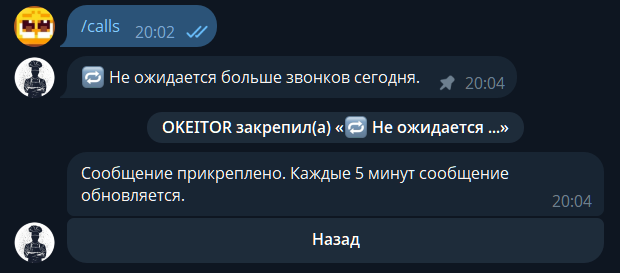 /calls 20:02
🔁 Не ожидается больше звонков сегодня. 20:04
OKEITOR закрепил(а) «🔁 Не ожидается ...»
Сообщение прикреплено. Каждые 5 минут сообщение
обновляется. 20:04
Назад